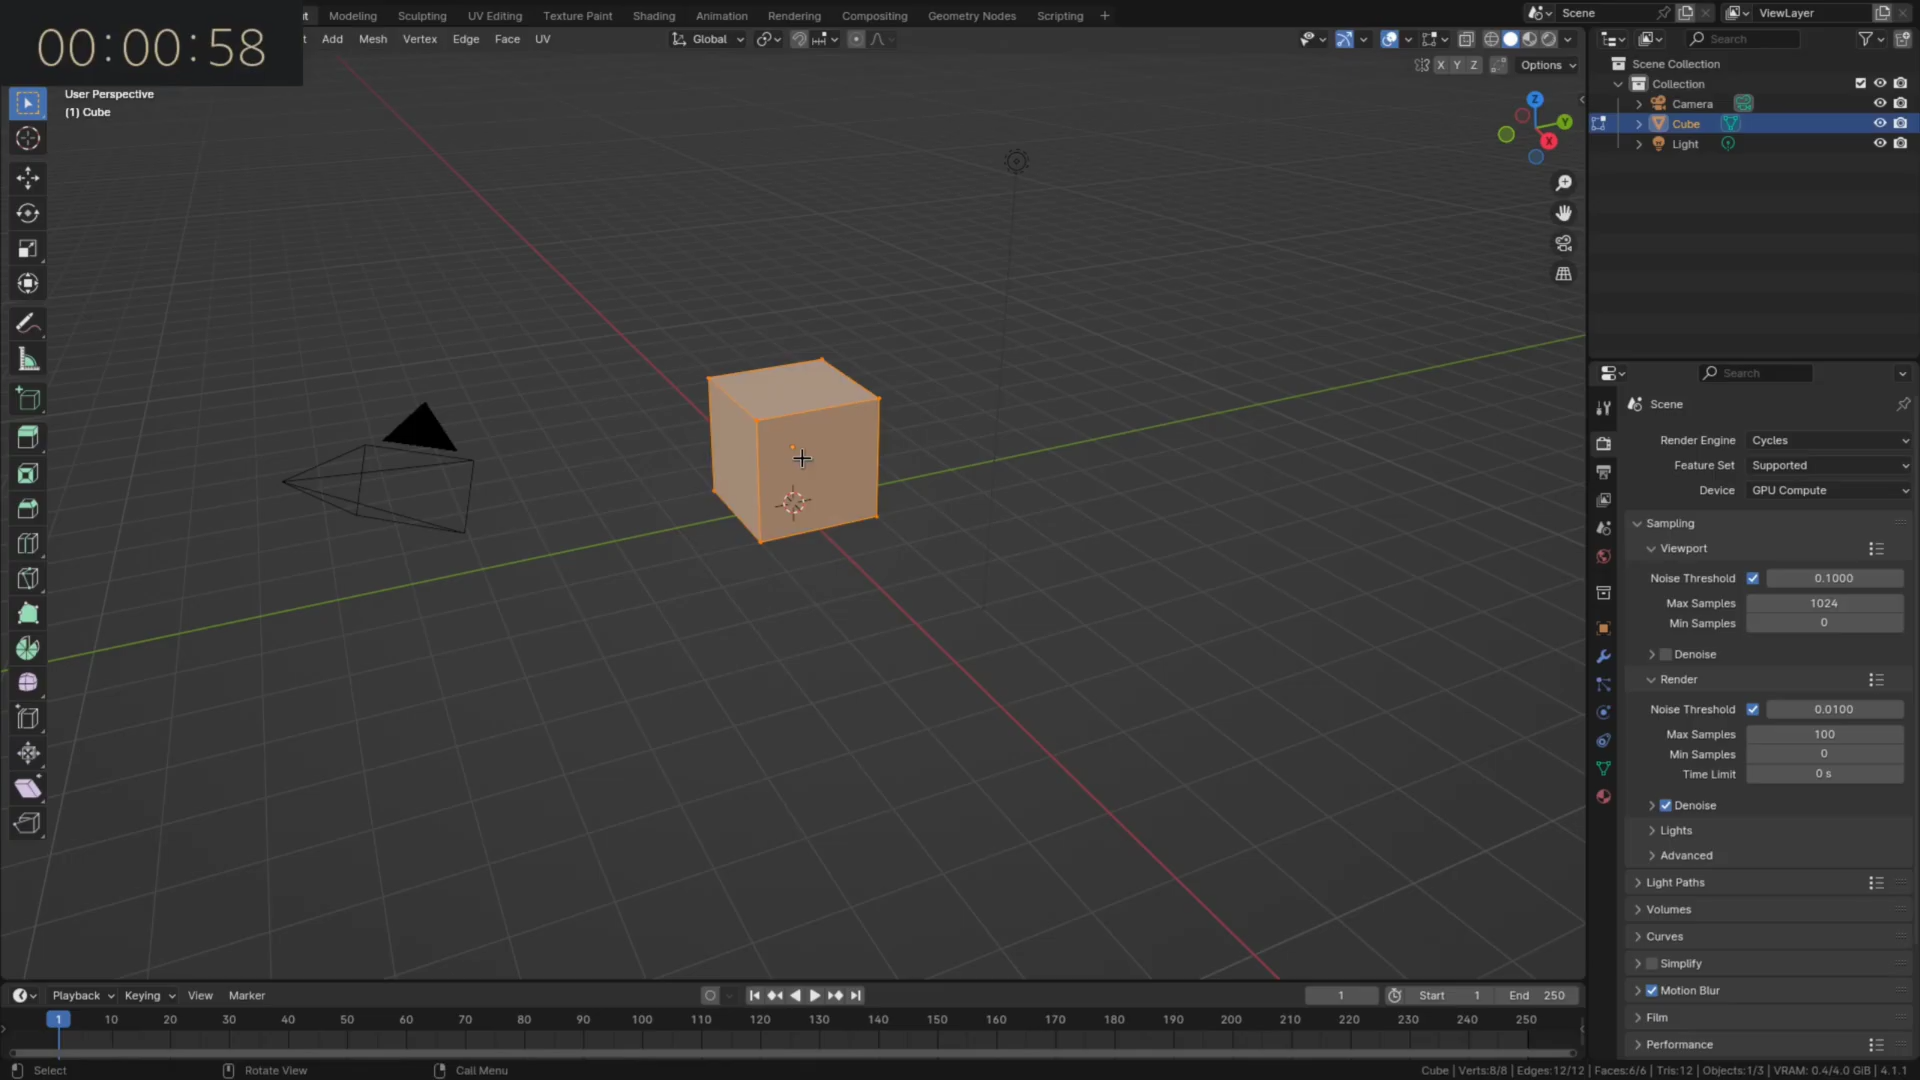 00:00:58
Modeling Sculpting UV Editing Texture Paint Shading Animation Rendering Compositing Geometry Nodes Scripting +
Scene
ViewLayer
Add Mesh Vertex Edge Face UV
Global
Search
X Y Z
Options
User Perspective
(1) Cube
Z
Y
X
Scene Collection
Collection
Camera
Cube
Light
Search
Scene
Render Engine Cycles
Feature Set Supported
Device GPU Compute
Sampling
Viewport
Noise Threshold 0.1000
Max Samples 1024
Min Samples 0
Denoise
Render
Noise Threshold 0.0100
Max Samples 100
Min Samples 0
Time Limit 0 s
Denoise
Lights
Advanced
Light Paths
Volumes
Curves
Simplify
Motion Blur
Film
Performance
Playback Keying View Marker
1
Start 1 End 250
1 10 20 30 40 50 60 70 80 90 100 110 120 130 140 150 160 170 180 190 200 210 220 230 240 250
Select Rotate View Call Menu
Cube | Verts:8/8 | Edges:12/12 | Faces:6/6 | Tris:12 | Objects:1/3 | VRAM: 0.4/4.0 GiB | 4.1.1